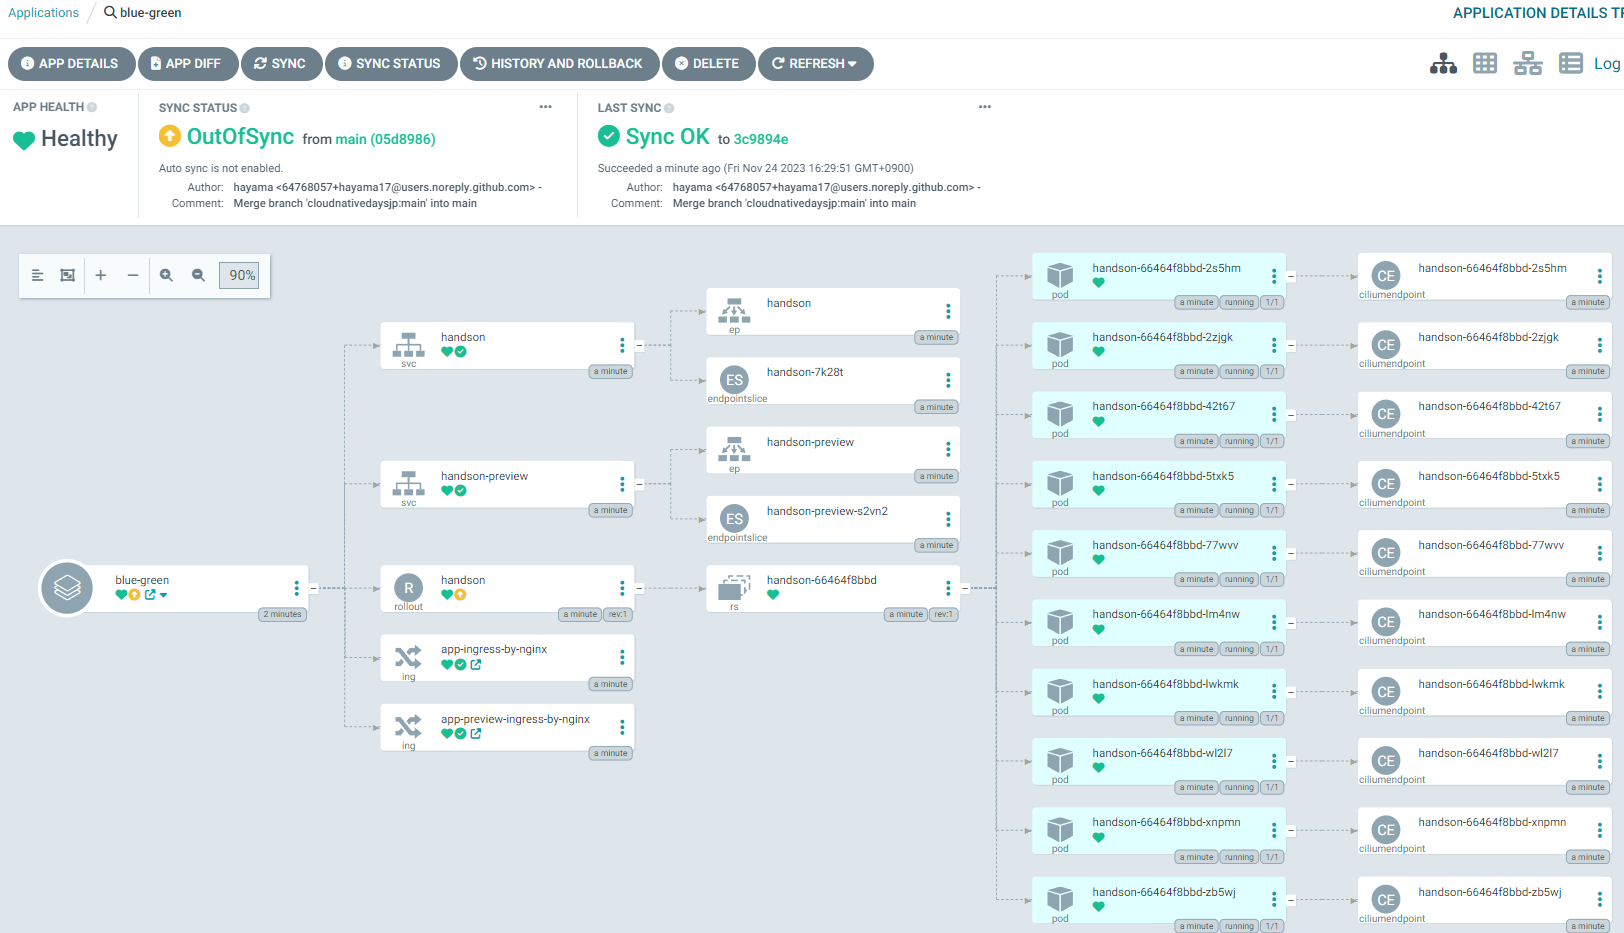 Applications / blue-green
APPLICATION DETAILS TR
APP DETAILS
APP DIFF
SYNC
SYNC STATUS
HISTORY AND ROLLBACK
DELETE
REFRESH
Log
APP HEALTH
Healthy
SYNC STATUS
OutOfSync from main (05d8986)
Auto sync is not enabled.
Author: hayama <64768057+hayama17@users.noreply.github.com> -
Comment: Merge branch 'cloudnativedaysjp:main' into main
LAST SYNC
Sync OK to 3c9894e
Succeeded a minute ago (Fri Nov 24 2023 16:29:51 GMT+0900)
Author: hayama <64768057+hayama17@users.noreply.github.com> -
Comment: Merge branch 'cloudnativedaysjp:main' into main
90%
blue-green
2 minutes
handson
svc
a minute
handson-preview
svc
a minute
handson
R
rollout
a minute rev:1
app-ingress-by-nginx
ing
a minute
app-preview-ingress-by-nginx
ing
a minute
handson
ep
a minute
handson-7k28t
ES
endpointslice
a minute
handson-preview
ep
a minute
handson-preview-s2vn2
ES
endpointslice
a minute
handson-66464f8bbd
rs
a minute rev:1
handson-66464f8bbd-2s5hm
pod
a minute running 1/1
handson-66464f8bbd-2s5hm
CE
ciliumendpoint
a minute
handson-66464f8bbd-2zjgk
pod
a minute running 1/1
handson-66464f8bbd-2zjgk
CE
ciliumendpoint
a minute
handson-66464f8bbd-42t67
pod
a minute running 1/1
handson-66464f8bbd-42t67
CE
ciliumendpoint
a minute
handson-66464f8bbd-5txk5
pod
a minute running 1/1
handson-66464f8bbd-5txk5
CE
ciliumendpoint
a minute
handson-66464f8bbd-77wvv
pod
a minute running 1/1
handson-66464f8bbd-77wvv
CE
ciliumendpoint
a minute
handson-66464f8bbd-lm4nw
pod
a minute running 1/1
handson-66464f8bbd-lm4nw
CE
ciliumendpoint
a minute
handson-66464f8bbd-lwkmk
pod
a minute running 1/1
handson-66464f8bbd-lwkmk
CE
ciliumendpoint
a minute
handson-66464f8bbd-wl2l7
pod
a minute running 1/1
handson-66464f8bbd-wl2l7
CE
ciliumendpoint
a minute
handson-66464f8bbd-xnpmn
pod
a minute running 1/1
handson-66464f8bbd-xnpmn
CE
ciliumendpoint
a minute
handson-66464f8bbd-zb5wj
pod
a minute running 1/1
handson-66464f8bbd-zb5wj
CE
ciliumendpoint
a minute